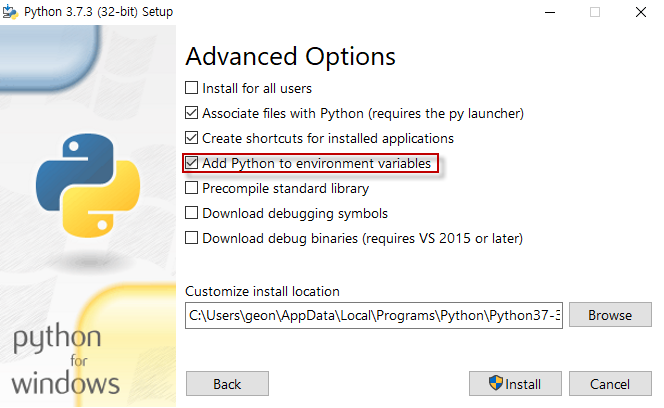 Python 3.7.3 (32-bit) Setup
Advanced Options
Install for all users
Associate files with Python (requires the py launcher)
Create shortcuts for installed applications
Add Python to environment variables
Precompile standard library
Download debugging symbols
Download debug binaries (requires VS 2015 or later)
Customize install location
C:\Users\geon\AppData\Local\Programs\Python\Python37-3
Browse
python
for
windows
Back
Install
Cancel